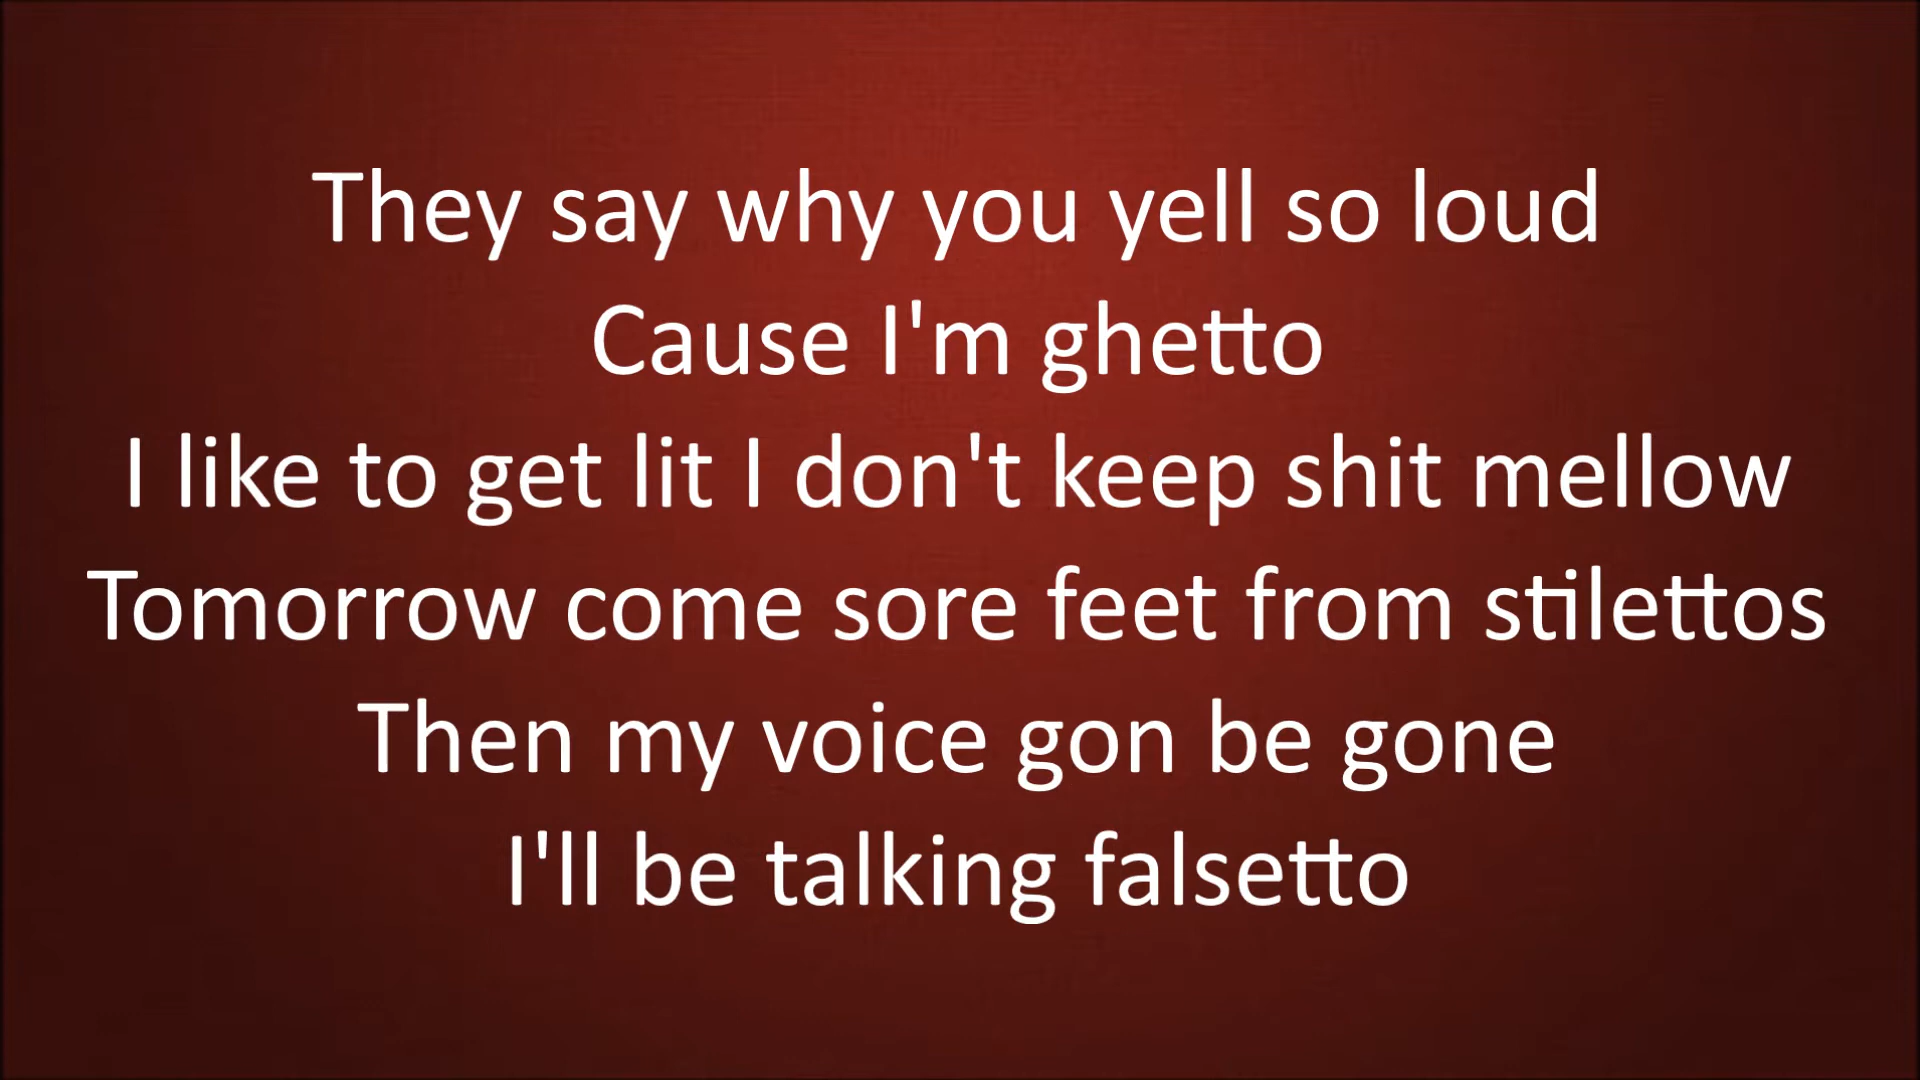 They say why you yell so loud
Cause I'm ghetto
I like to get lit I don't keep shit mellow
Tomorrow come sore feet from stilettos
Then my voice gon be gone
I'll be talking falsetto